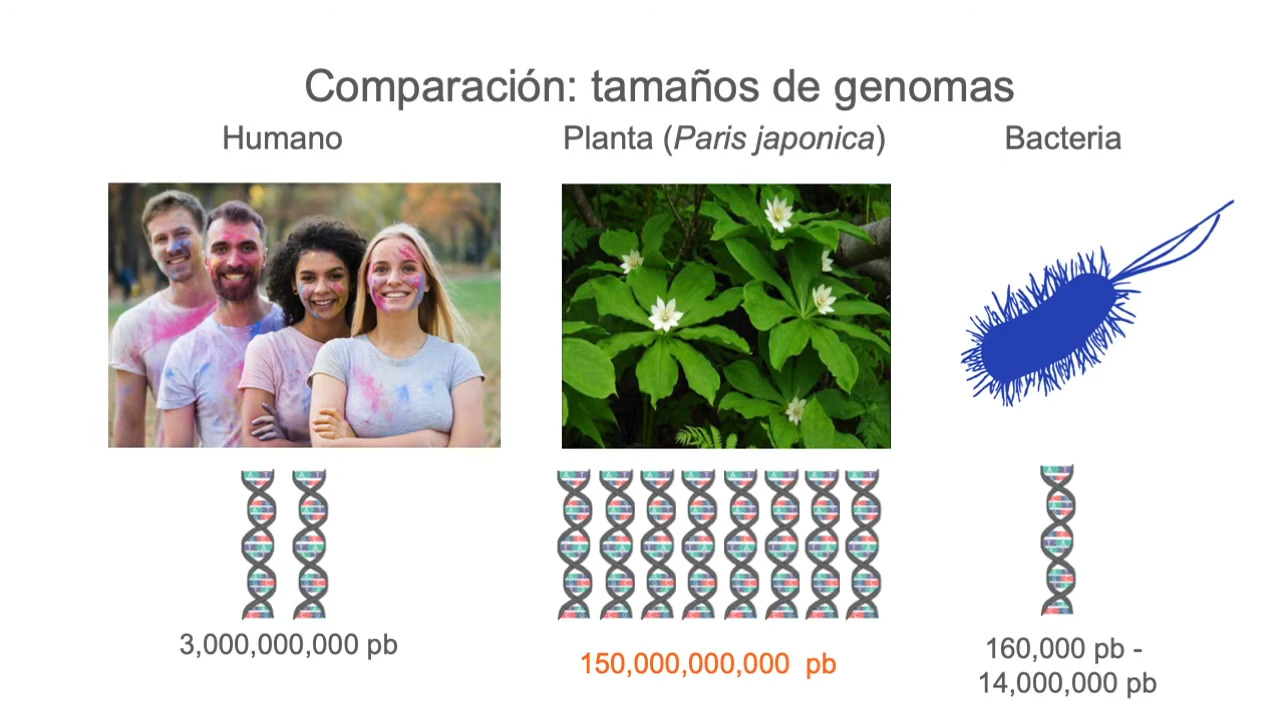 Comparación: tamaños de genomas
Humano
Planta (Paris japonica)
Bacteria
3,000,000,000 pb
150,000,000,000  pb
160,000 pb -
14,000,000 pb